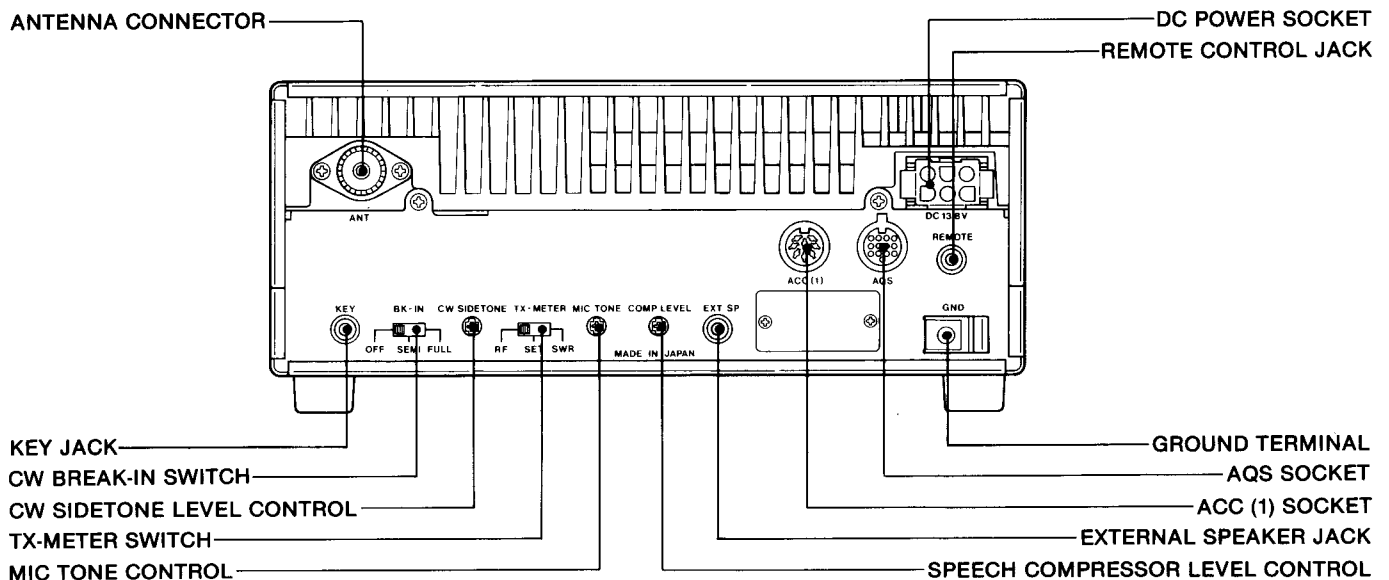 ANTENNA CONNECTOR
DC POWER SOCKET
REMOTE CONTROL JACK
ANT
DC 13.8V
REMOTE
ACC (1)
AQS
KEY
BK-IN
CW SIDETONE
TX-METER
MIC TONE
COMP LEVEL
EXT SP
GND
OFF SEMI FULL
RF SET SWR
MADE IN JAPAN
KEY JACK
CW BREAK-IN SWITCH
CW SIDETONE LEVEL CONTROL
TX-METER SWITCH
MIC TONE CONTROL
GROUND TERMINAL
AQS SOCKET
ACC (1) SOCKET
EXTERNAL SPEAKER JACK
SPEECH COMPRESSOR LEVEL CONTROL